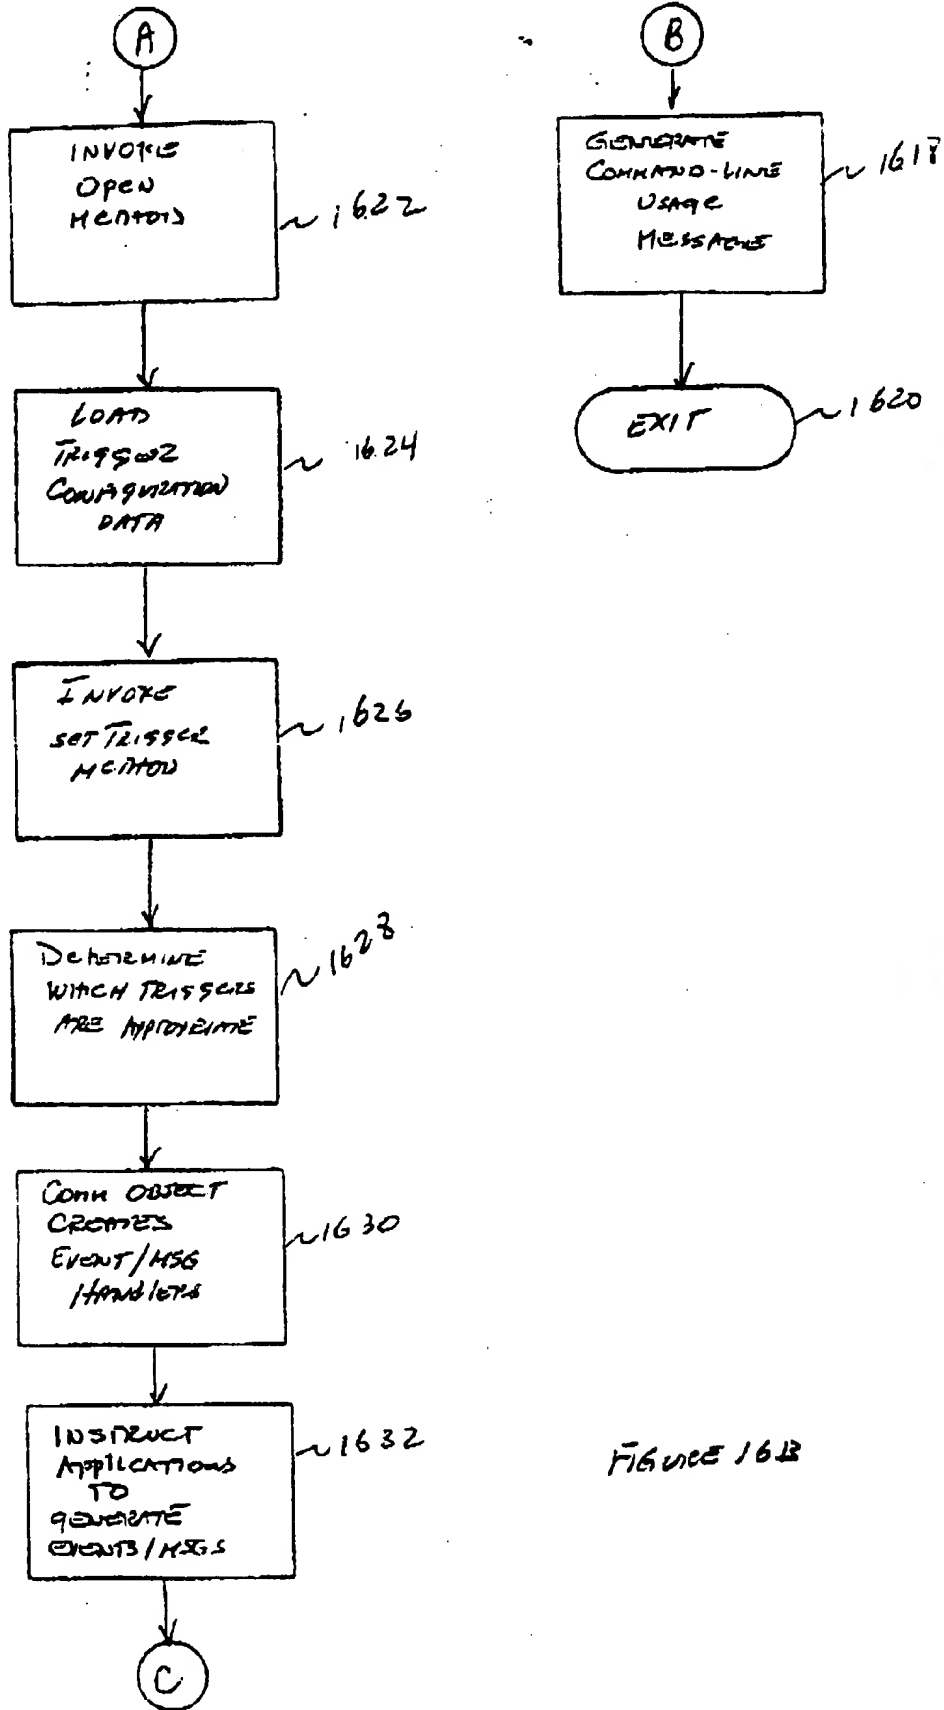 A
INVOKE
OPEN
METHODS
1622
LOAD
TRIGGER
CONFIGURATION
DATA
1624
INVOKE
SET TRIGGER
METHOD
1626
DETERMINE
WHICH TRIGGERS
ARE APPROPRIATE
1628
COMM OBJECT
CREATES
EVENT/MSG
HANDLERS
1630
INSTRUCT
APPLICATIONS
TO
GENERATE
EVENTS/MSGS
1632
C
B
GENERATE
COMMAND-LINE
USAGE
MESSAGE
1618
EXIT
1620
FIGURE 16B